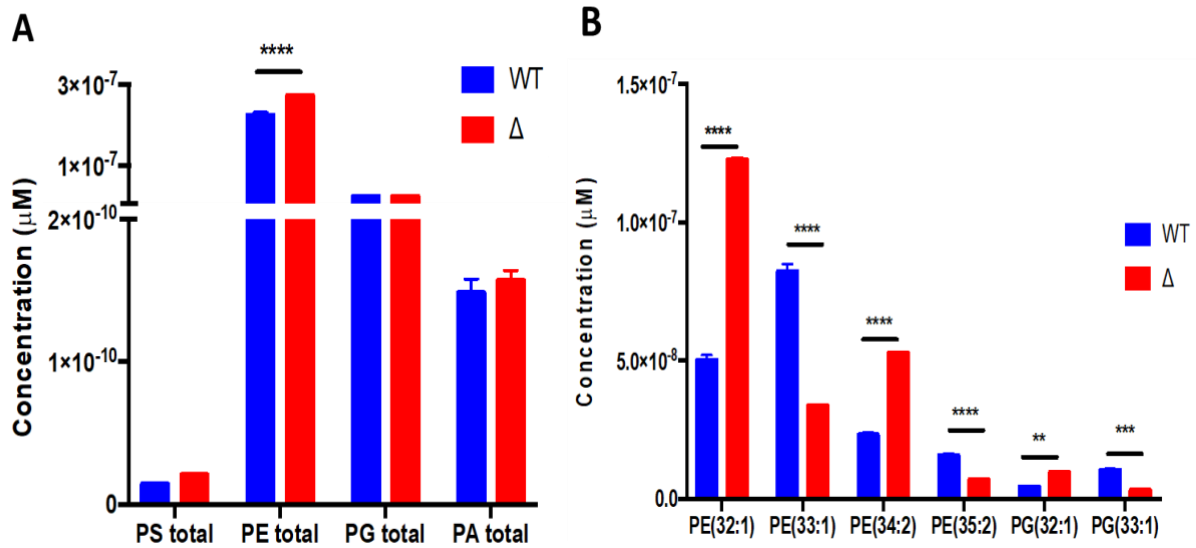 A
Concentration (μM)
3×10⁻⁷
1×10⁻⁷
2×10⁻¹⁰
1×10⁻¹⁰
0
****
WT
Δ
PS total PE total PG total PA total
B
Concentration (μM)
1.5×10⁻⁷
1.0×10⁻⁷
5.0×10⁻⁸
0.0
****
****
****
****
**
***
WT
Δ
PE(32:1) PE(33:1) PE(34:2) PE(35:2) PG(32:1) PG(33:1)